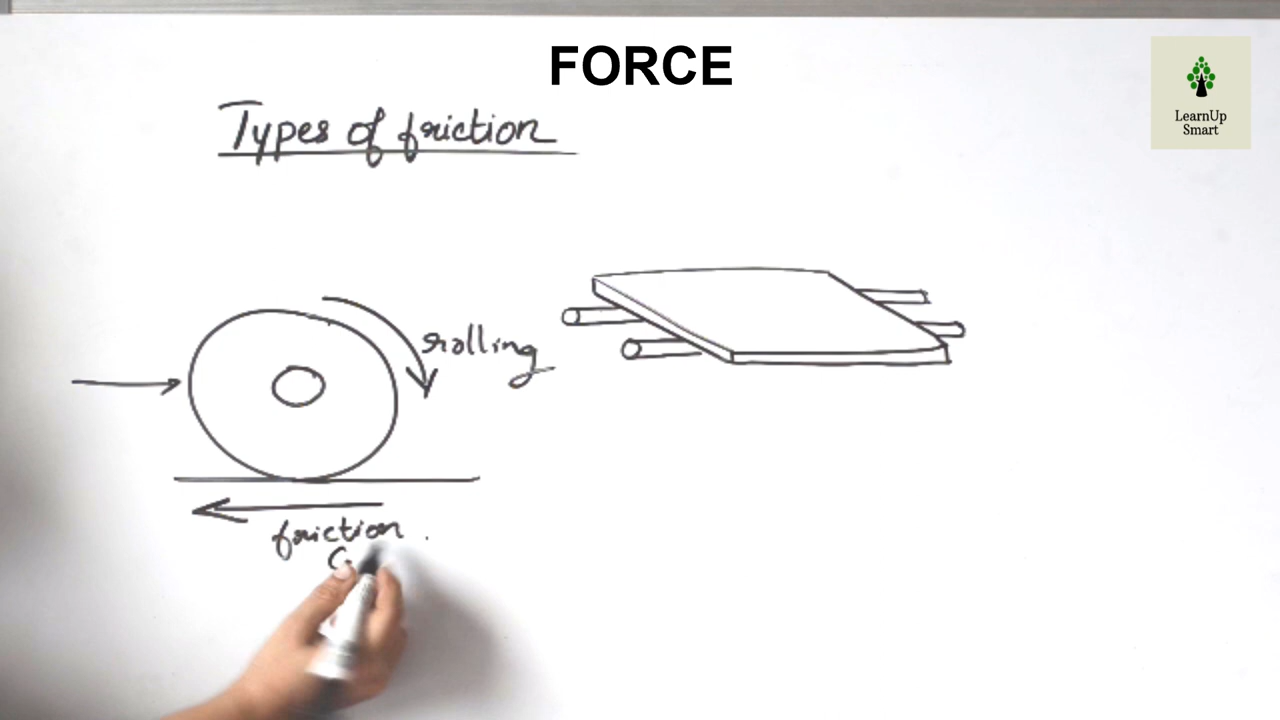 FORCE
LearnUp
Smart
Types of friction
rolling
friction